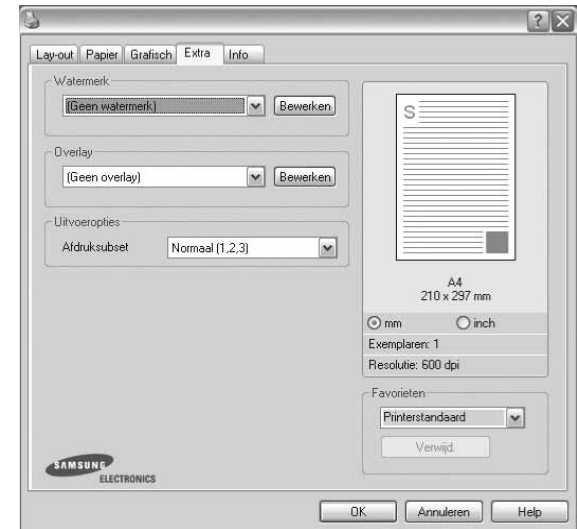 Lay-out Papier Grafisch Extra Info
Watermerk
(Geen watermerk) Bewerken
Overlay
(Geen overlay) Bewerken
Uitvoeropties
Afdruksubset Normaal (1,2,3)
S
A4
210 x 297 mm
mm inch
Exemplaren: 1
Resolutie: 600 dpi
Favorieten
Printerstandaard
Verwijd.
SAMSUNG
ELECTRONICS
OK Annuleren Help